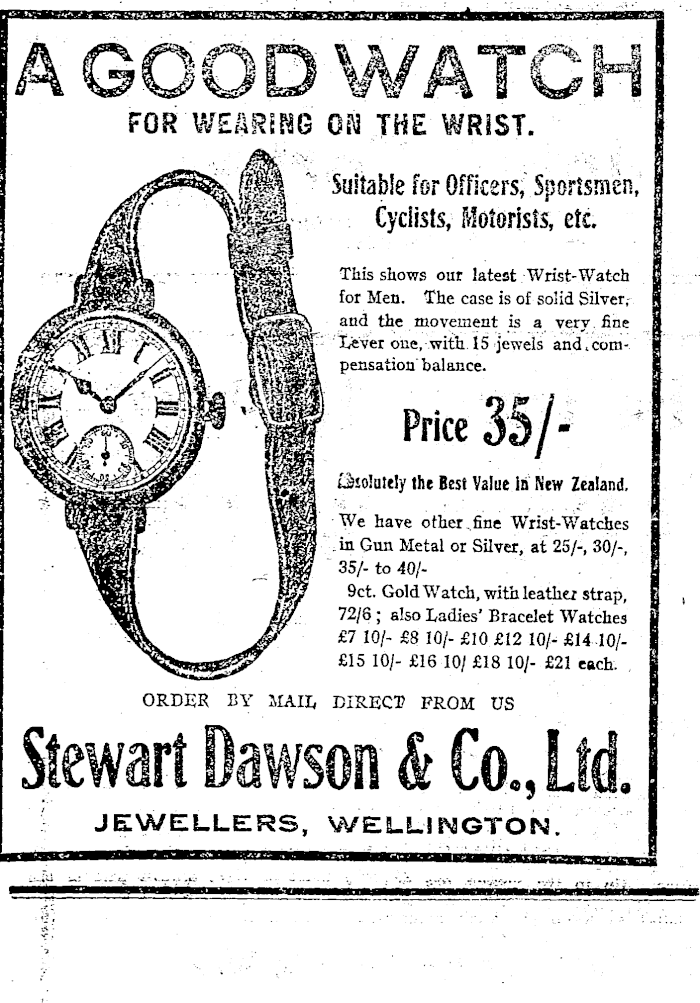 A GOOD WATCH
FOR WEARING ON THE WRIST.
Suitable for Officers, Sportsmen,
Cyclists, Motorists, etc.
This shows our latest Wrist-Watch
for Men. The case is of solid Silver,
and the movement is a very fine
Lever one, with 15 jewels and com-
pensation balance.
Price 35/-
Absolutely the Best Value in New Zealand.
We have other fine Wrist-Watches
in Gun Metal or Silver, at 25/-, 30/-,
35/- to 40/-
9ct. Gold Watch, with leather strap,
72/6 ; also Ladies' Bracelet Watches
£7 10/- £8 10/- £10 £12 10/- £14 10/-
£15 10/- £16 10/ £18 10/- £21 each.
ORDER BY MAIL DIRECT FROM US
Stewart Dawson & Co., Ltd.
JEWELLERS, WELLINGTON.